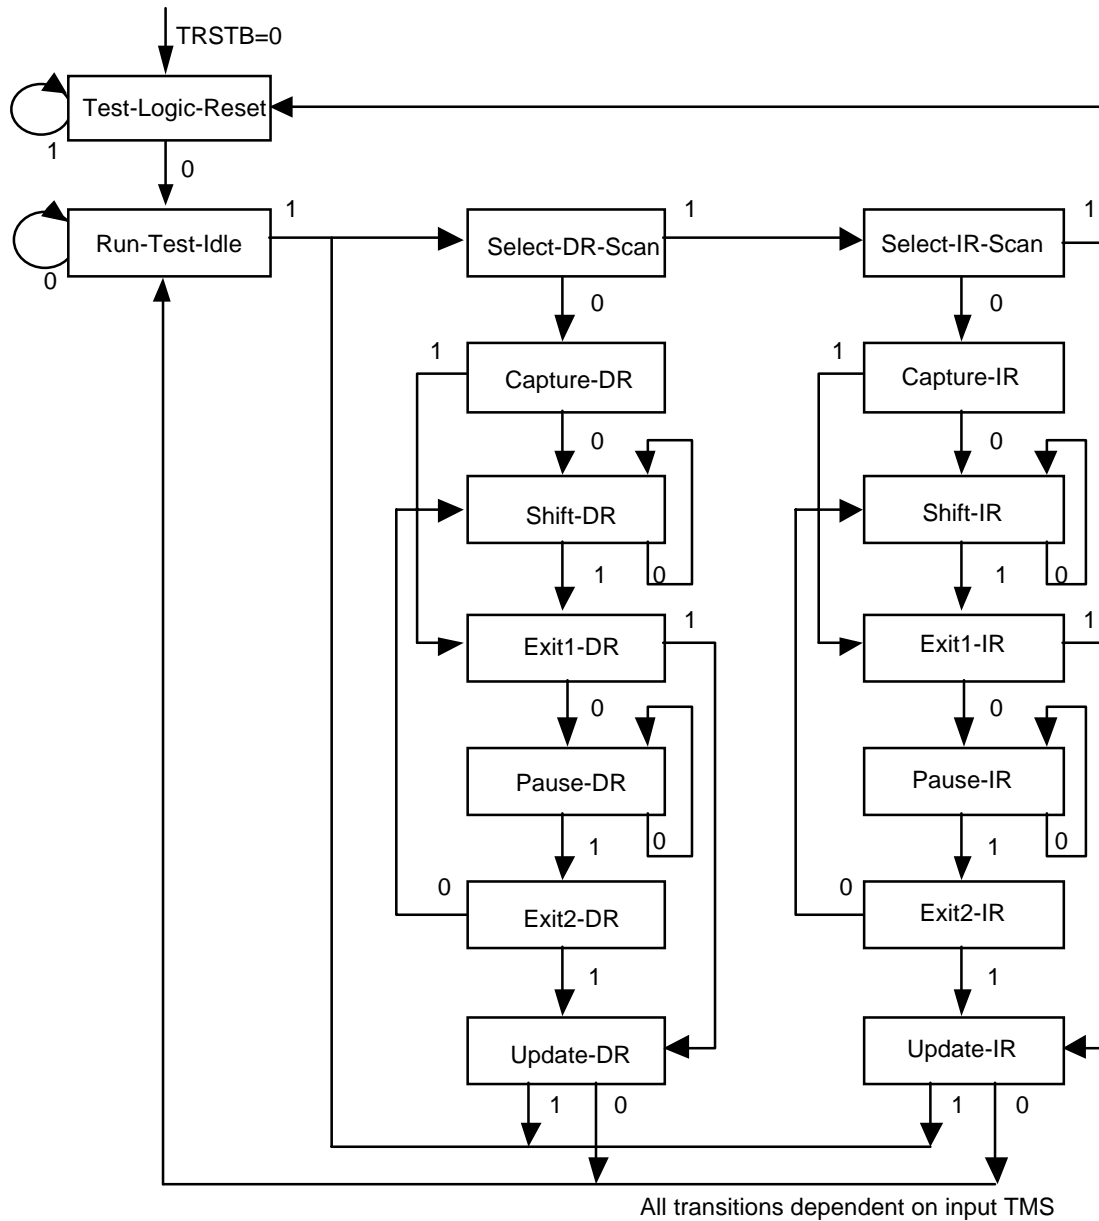 TRSTB=0
Test-Logic-Reset
1
0
Run-Test-Idle
0
1
Select-DR-Scan
1
Select-IR-Scan
1
0
0
1
Capture-DR
1
Capture-IR
0
0
Shift-DR
Shift-IR
1
0
1
0
Exit1-DR
1
Exit1-IR
1
0
0
Pause-DR
Pause-IR
1
0
1
0
0
Exit2-DR
0
Exit2-IR
1
1
Update-DR
Update-IR
1
0
1
0
All transitions dependent on input TMS